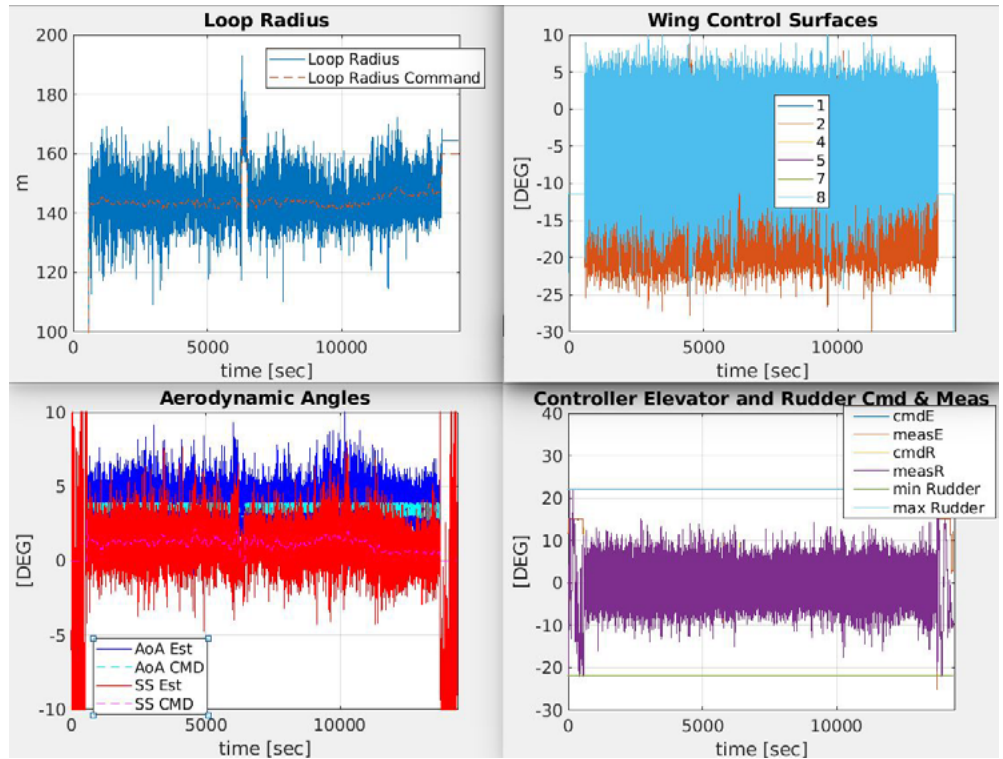 Loop Radius
200
180
160
140
120
100
m
Loop Radius
Loop Radius Command
0
5000
10000
time [sec]
Wing Control Surfaces
10
5
0
-5
-10
-15
-20
-25
-30
[DEG]
1
2
4
5
7
8
0
5000
10000
time [sec]
Aerodynamic Angles
10
5
0
-5
-10
[DEG]
AoA Est
AoA CMD
SS Est
SS CMD
0
5000
10000
time [sec]
Controller Elevator and Rudder Cmd & Meas
40
30
20
10
0
-10
-20
-30
[DEG]
cmdE
measE
cmdR
measR
min Rudder
max Rudder
0
5000
10000
time [sec]